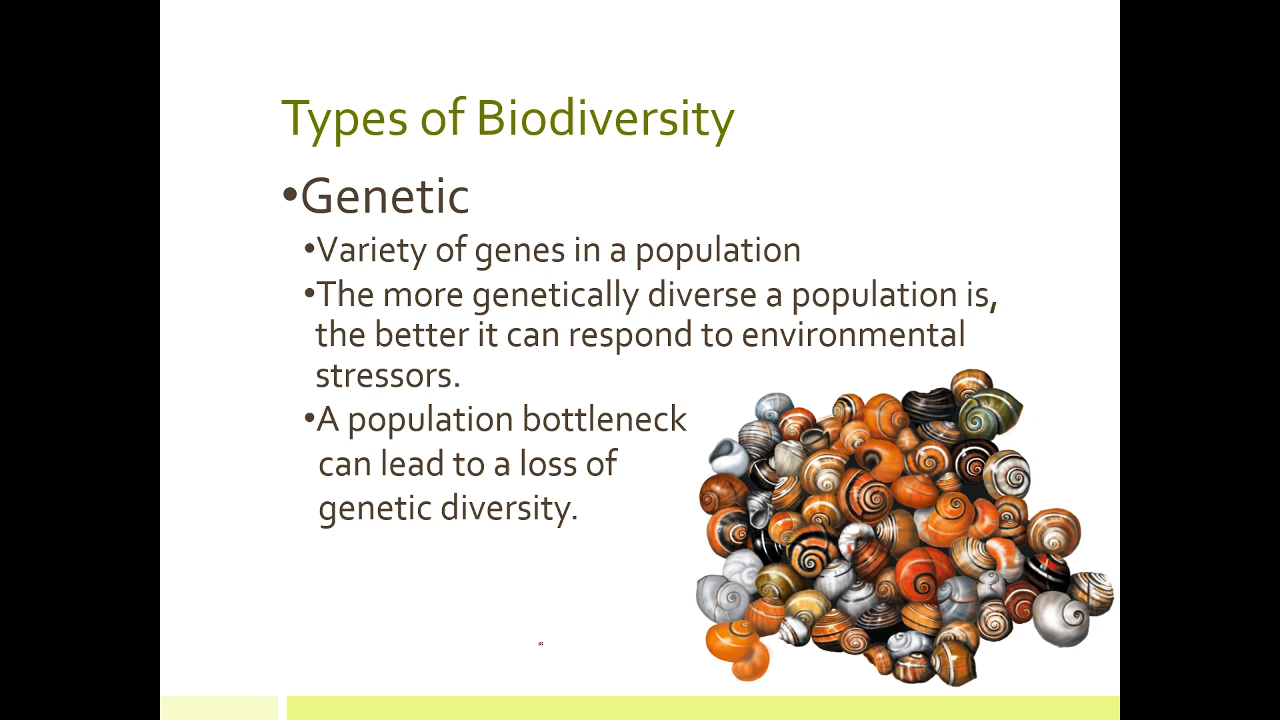 Types of Biodiversity
•Genetic
•Variety of genes in a population
•The more genetically diverse a population is,
the better it can respond to environmental
stressors.
•A population bottleneck
can lead to a loss of
genetic diversity.